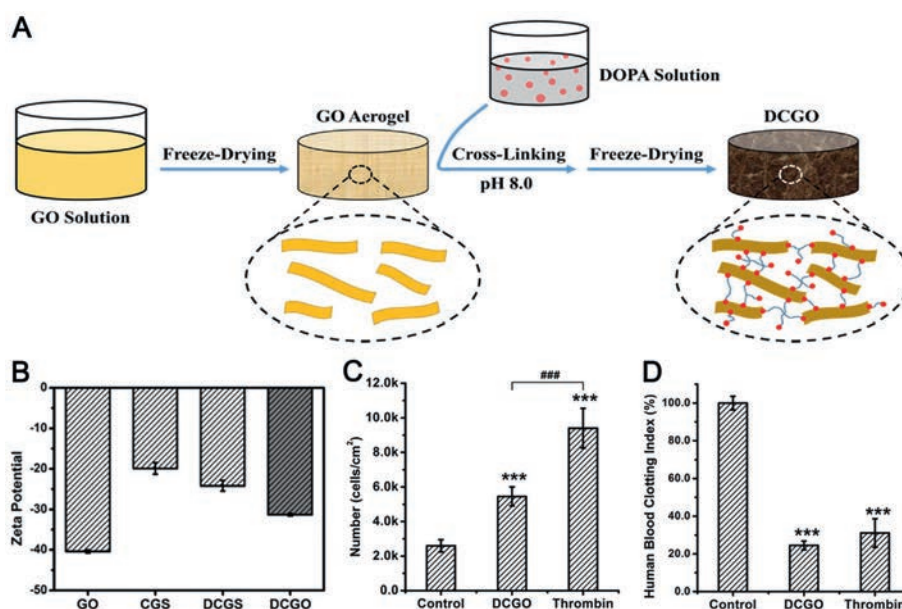 A
DOPA Solution
GO Aerogel
DCGO
Freeze-Drying
Cross-Linking
Freeze-Drying
pH 8.0
GO Solution
B
0
-10
-20
-30
-40
-50
Zeta Potential
GO CGS DCGS DCGO
C
12.0k
10.0k
8.0k
6.0k
4.0k
2.0k
0.0
Number (cells/cm²)
###
***
***
Control DCGO Thrombin
D
100.0
80.0
60.0
40.0
20.0
0.0
Human Blood Clotting Index (%)
***
***
Control DCGO Thrombin